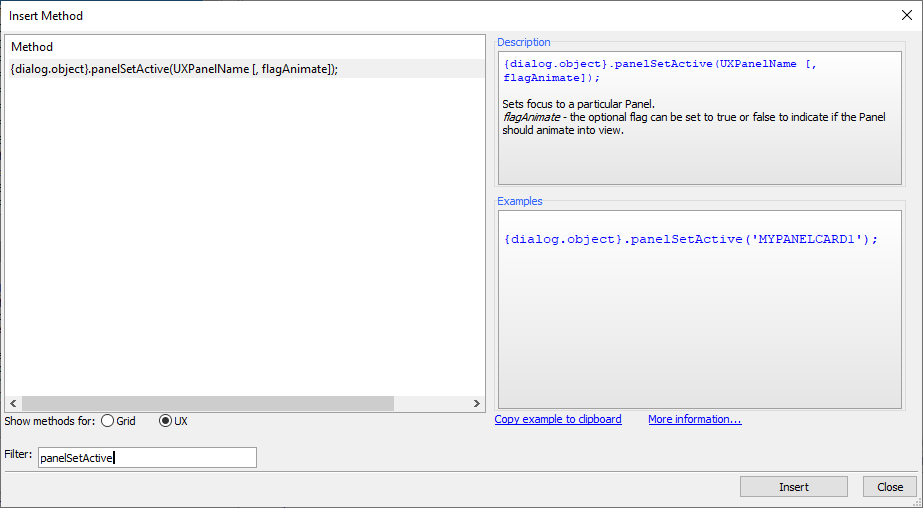 Insert Method
Method
{dialog.object}.panelSetActive(UXPanelName [, flagAnimate]);
Show methods for: Grid UX
Filter: panelSetActive
Description
{dialog.object}.panelSetActive(UXPanelName [,
flagAnimate]);
Sets focus to a particular Panel.
flagAnimate - the optional flag can be set to true or false to indicate if the Panel
should animate into view.
Examples
{dialog.object}.panelSetActive('MYPANELCARD1');
Copy example to clipboard More information...
Insert Close